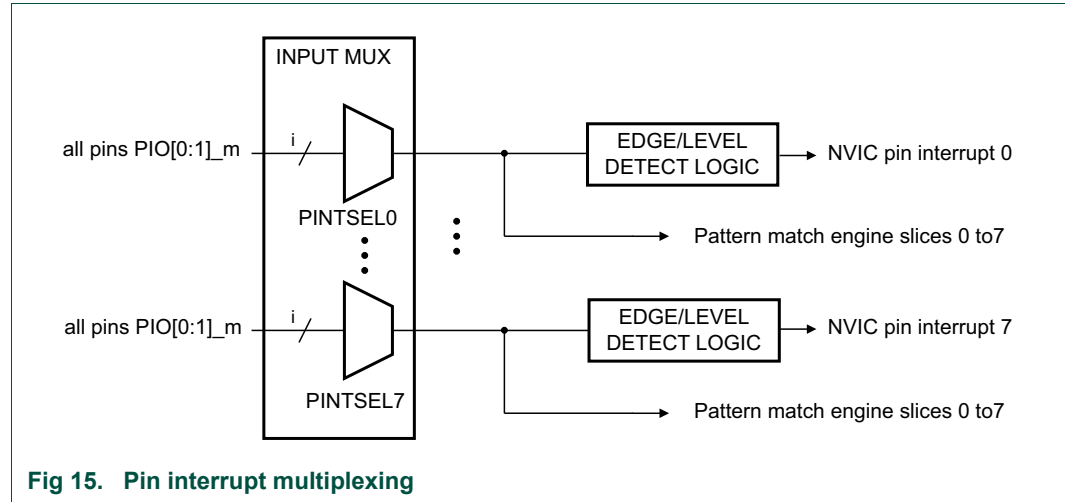 INPUT MUX
all pins PIO[0:1]_m
i
PINTSEL0
EDGE/LEVEL
DETECT LOGIC
NVIC pin interrupt 0
Pattern match engine slices 0 to7
all pins PIO[0:1]_m
i
PINTSEL7
EDGE/LEVEL
DETECT LOGIC
NVIC pin interrupt 7
Pattern match engine slices 0 to7
Fig 15. Pin interrupt multiplexing